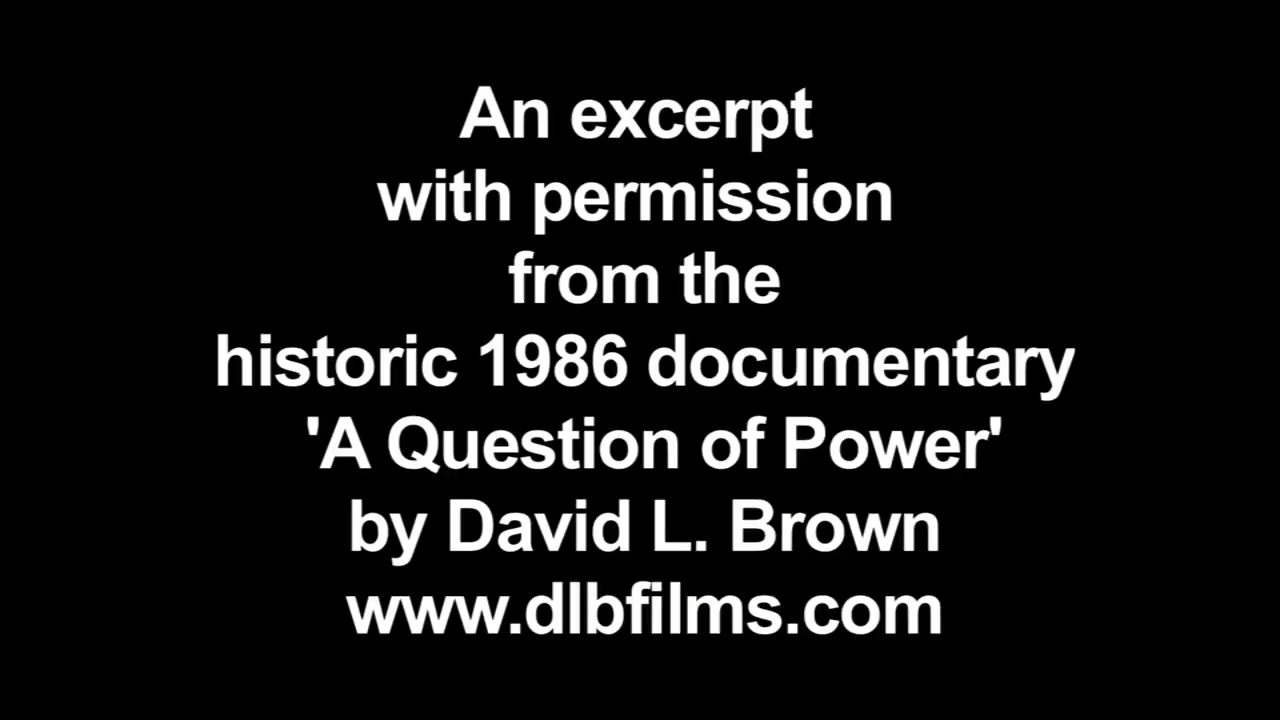 An excerpt
with permission
from the
historic 1986 documentary
'A Question of Power'
by David L. Brown
www.dlbfilms.com